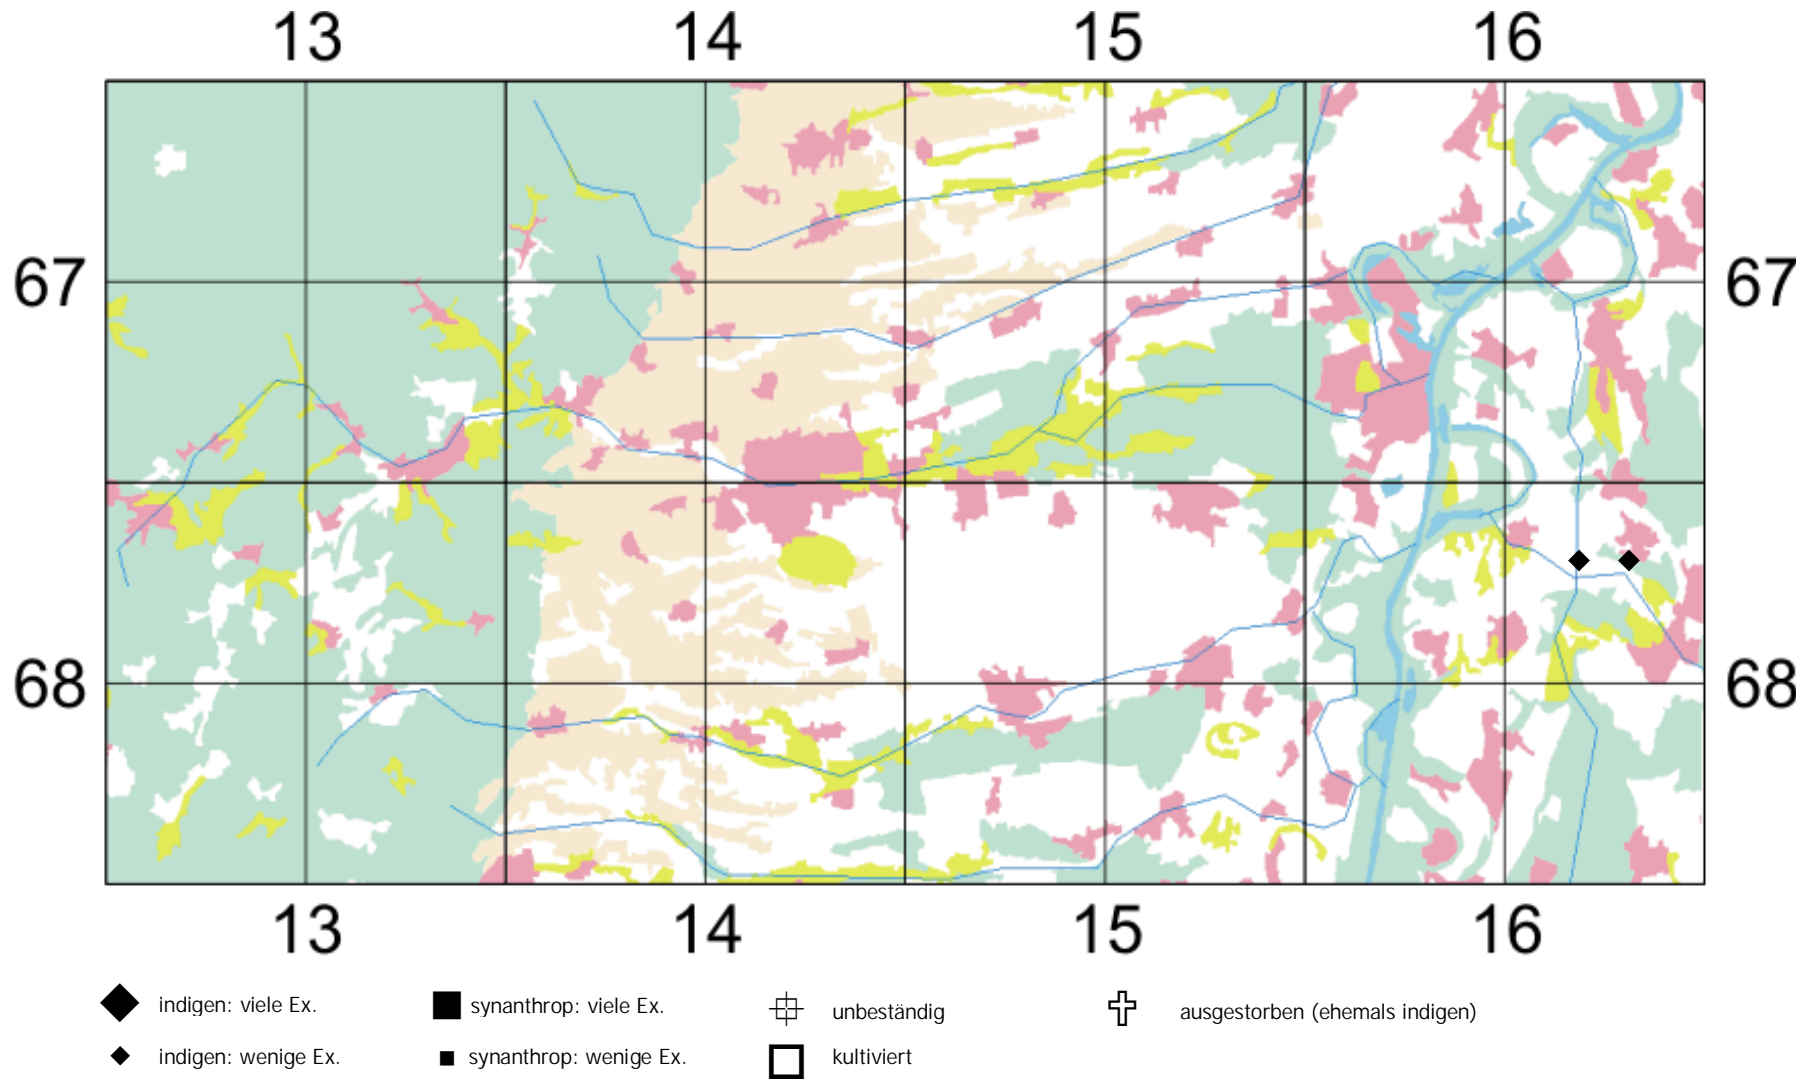 13 14 15 16
67 67
68 68
13 14 15 16
indigen: viele Ex. synanthrop: viele Ex. unbeständig ausgestorben (ehemals indigen)
indigen: wenige Ex. synanthrop: wenige Ex. kultiviert